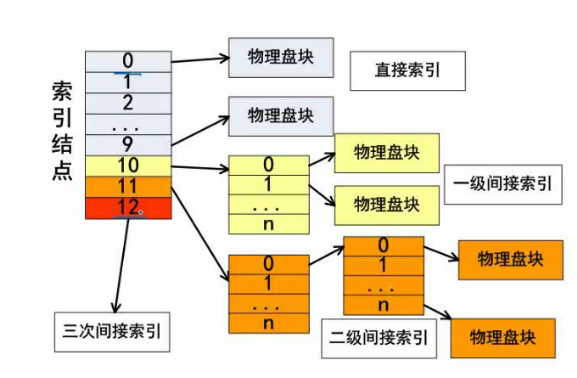 索引结点
0
1
2
...
9
10
11
12
物理盘块
直接索引
物理盘块
0
1
...
n
物理盘块
物理盘块
一级间接索引
0
1
...
n
0
1
...
n
物理盘块
物理盘块
二级间接索引
三次间接索引